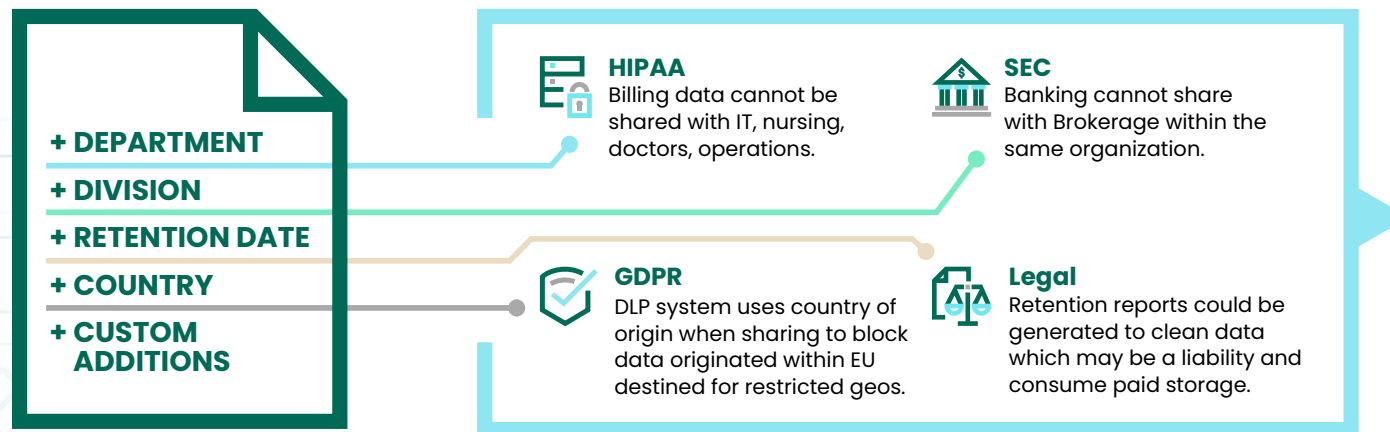 + DEPARTMENT
+ DIVISION
+ RETENTION DATE
+ COUNTRY
+ CUSTOM
ADDITIONS
HIPAA
Billing data cannot be
shared with IT, nursing,
doctors, operations.
$
SEC
Banking cannot share
with Brokerage within the
same organization.
GDPR
DLP system uses country of
origin when sharing to block
data originated within EU
destined for restricted geos.
Legal
Retention reports could be
generated to clean data
which may be a liability and
consume paid storage.